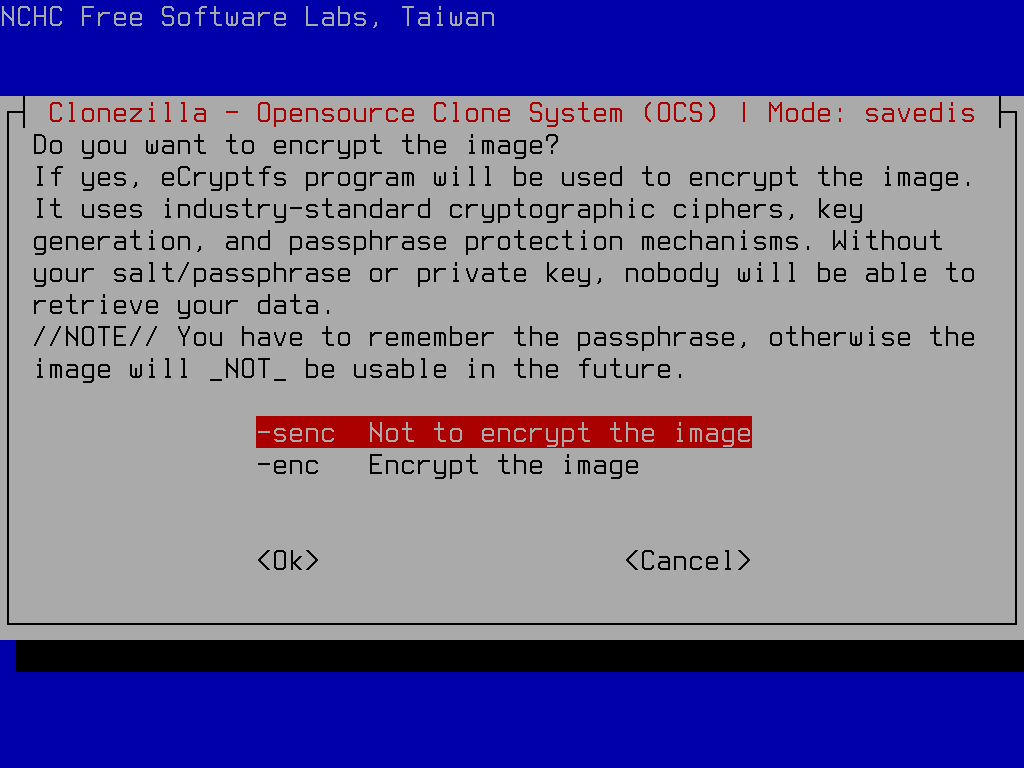 NCHC Free Software Labs, Taiwan
Clonezilla - Opensource Clone System (OCS) | Mode: savedis
Do you want to encrypt the image?
If yes, eCryptfs program will be used to encrypt the image.
It uses industry-standard cryptographic ciphers, key
generation, and passphrase protection mechanisms. Without
your salt/passphrase or private key, nobody will be able to
retrieve your data.
//NOTE// You have to remember the passphrase, otherwise the
image will _NOT_ be usable in the future.
-senc  Not to encrypt the image
-enc   Encrypt the image
<Ok> <Cancel>